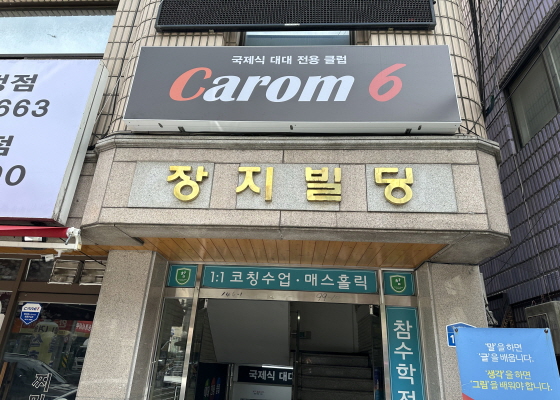 국제식 대대 전용 클럽
Carom 6
장지빌딩
1:1 코칭수업·매스홀릭
참수학
국제식 대대
663
'말'을 하면
'글'을 배웁니다.
'생각'을 하면
'그림'을 배워야 합니다.